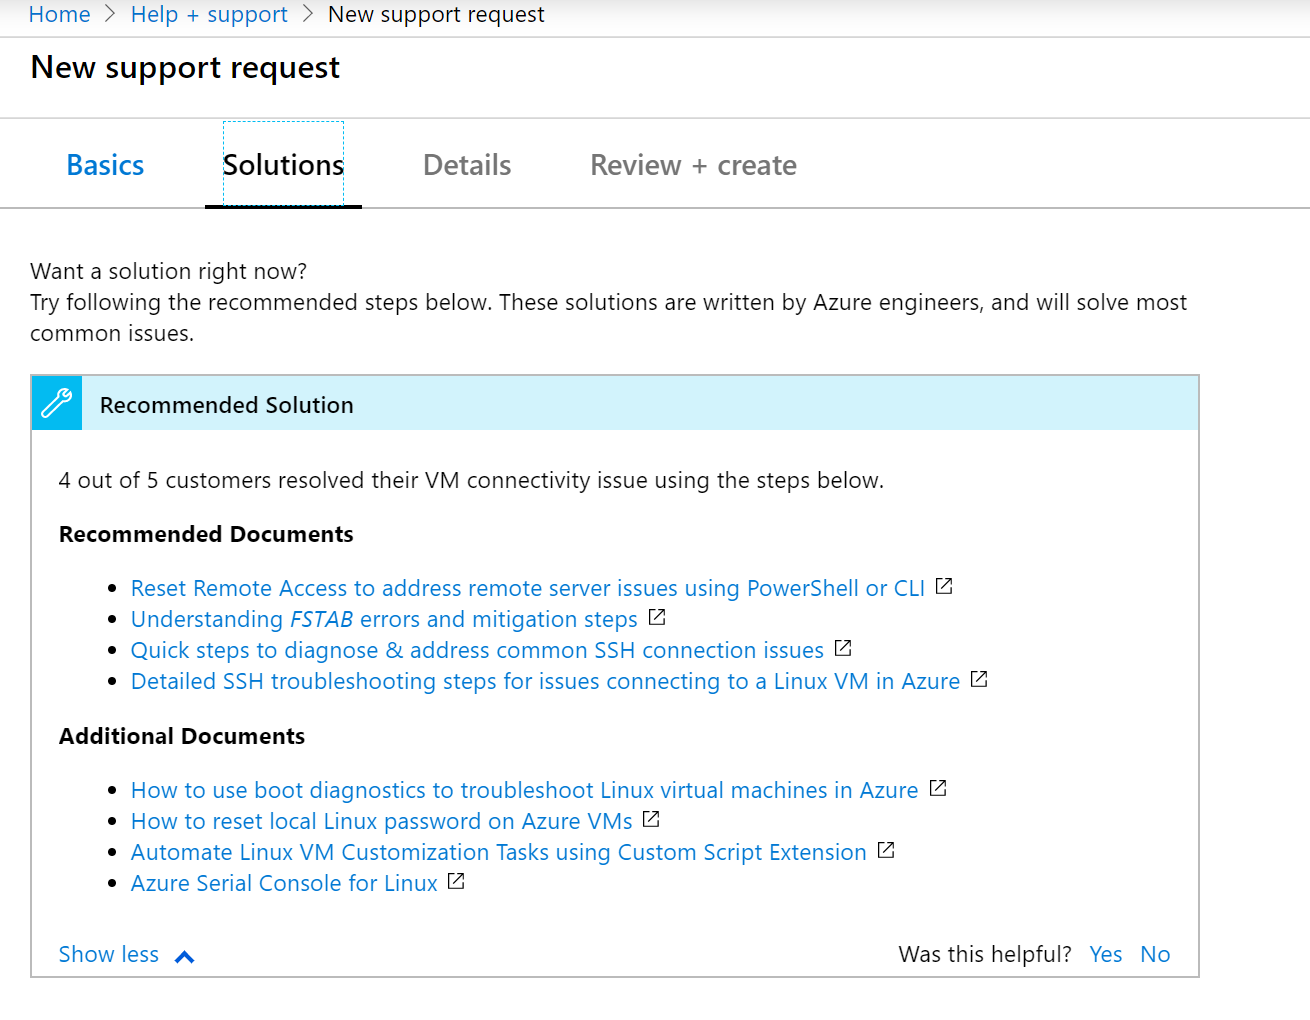 Home > Help + support > New support request
New support request
Basics Solutions Details Review + create
Want a solution right now?
Try following the recommended steps below. These solutions are written by Azure engineers, and will solve most
common issues.
Recommended Solution
4 out of 5 customers resolved their VM connectivity issue using the steps below.
Recommended Documents
• Reset Remote Access to address remote server issues using PowerShell or CLI
• Understanding FSTAB errors and mitigation steps
• Quick steps to diagnose & address common SSH connection issues
• Detailed SSH troubleshooting steps for issues connecting to a Linux VM in Azure
Additional Documents
• How to use boot diagnostics to troubleshoot Linux virtual machines in Azure
• How to reset local Linux password on Azure VMs
• Automate Linux VM Customization Tasks using Custom Script Extension
• Azure Serial Console for Linux
Show less Was this helpful? Yes No